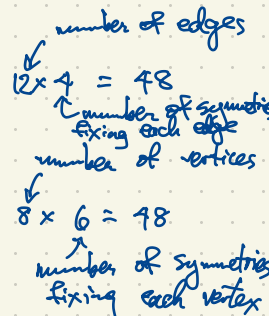 number of edges
12 × 4 = 48
number of symmetries
fixing each edge
number of vertices
8 × 6 = 48
number of symmetries
fixing each vertex